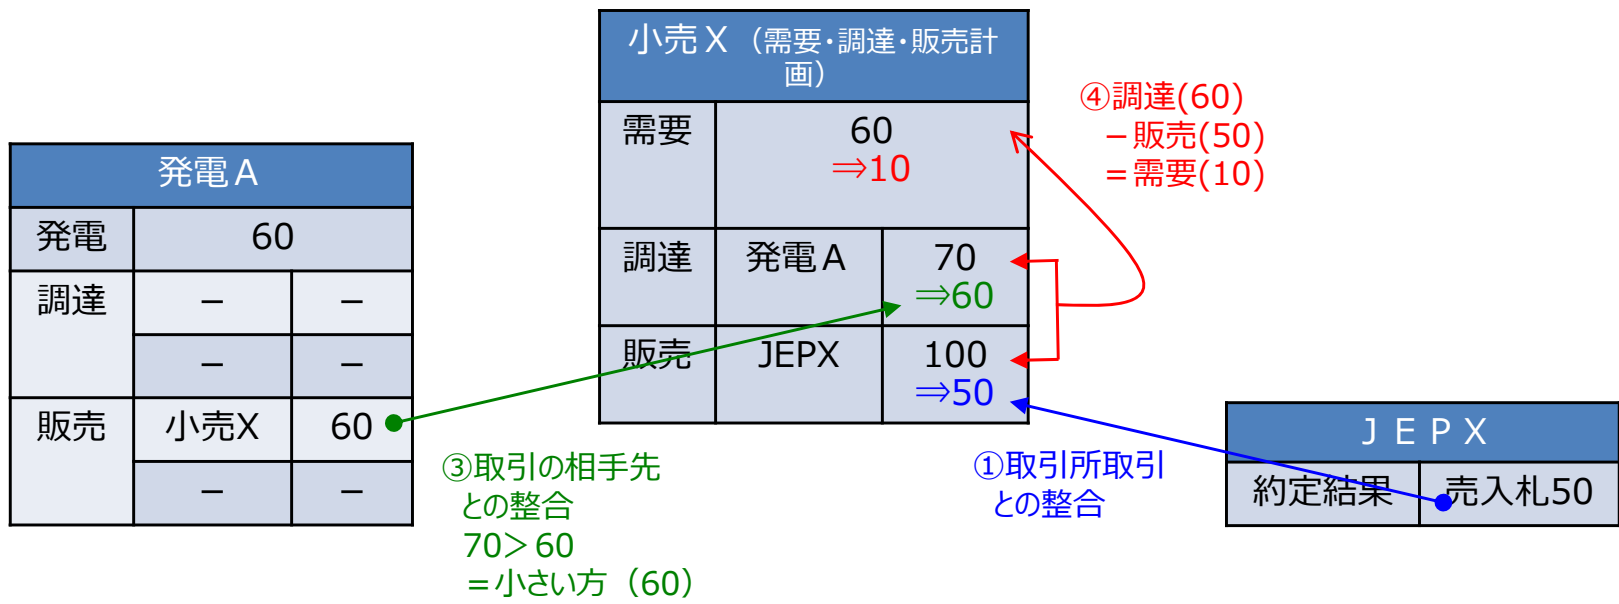 小売X（需要・調達・販売計
画）
需要
60
⇒10
調達
発電A
70
⇒60
販売
JEPX
100
⇒50
④調達(60)
－販売(50)
＝需要(10)
発電A
発電
60
調達
－
－
－
－
販売
小売X
60
－
－
③取引の相手先
との整合
70＞60
＝小さい方（60）
①取引所取引
との整合
JEPX
約定結果
売入札50